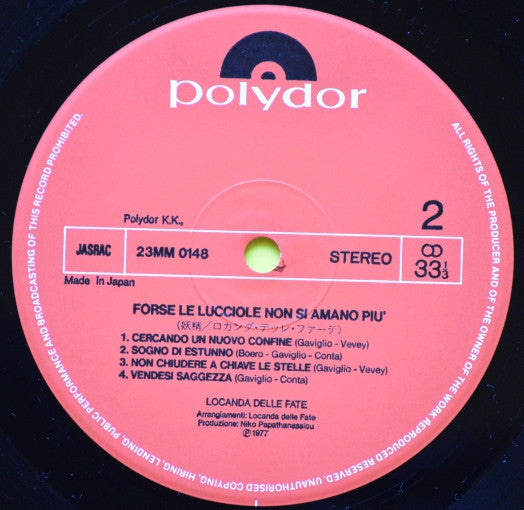 polydor
Polydor K.K.,
2
JASRAC 23MM 0148 STEREO 33⅓
Made In Japan
FORSE LE LUCCIOLE NON SI AMANO PIU'
(妖精/ロカンダ・デッレ・ファーテ)
1. CERCANDO UN NUOVO CONFINE (Gaviglio - Vevey)
2. SOGNO DI ESTUNNO (Boero - Gaviglio - Conta)
3. NON CHIUDERE A CHIAVE LE STELLE (Gaviglio - Vevey)
4. VENDESI SAGGEZZA (Gaviglio - Conta)
LOCANDA DELLE FATE
Arrangiamenti: Locanda delle Fate
Produzione: Niko Papathanassiou
℗ 1977
ALL RIGHTS OF THE PRODUCER AND OF THE OWNER OF THE WORK REPRODUCED RESERVED. UNAUTHORISED COPYING, HIRING, LENDING, PUBLIC PERFORMANCE AND BROADCASTING OF THIS RECORD PROHIBITED.